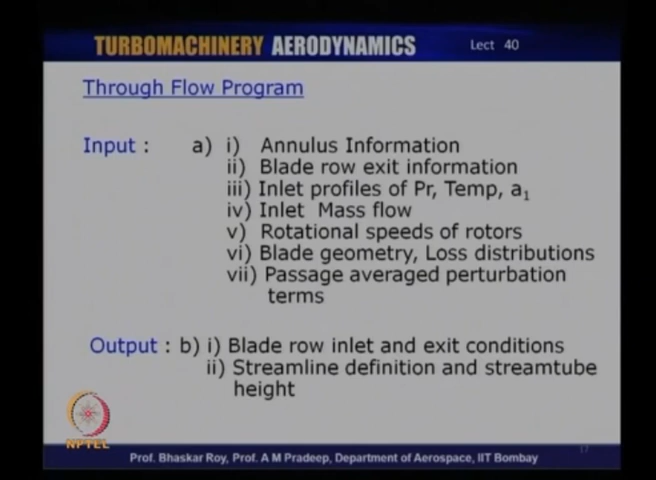 TURBOMACHINERY AERODYNAMICS Lect 40
Through Flow Program
Input : a) i) Annulus Information
ii) Blade row exit information
iii) Inlet profiles of Pr, Temp, a1
iv) Inlet Mass flow
v) Rotational speeds of rotors
vi) Blade geometry, Loss distributions
vii) Passage averaged perturbation
terms
Output : b) i) Blade row inlet and exit conditions
ii) Streamline definition and streamtube
height
NPTEL
Prof. Bhaskar Roy, Prof. A M Pradeep, Department of Aerospace, IIT Bombay
17